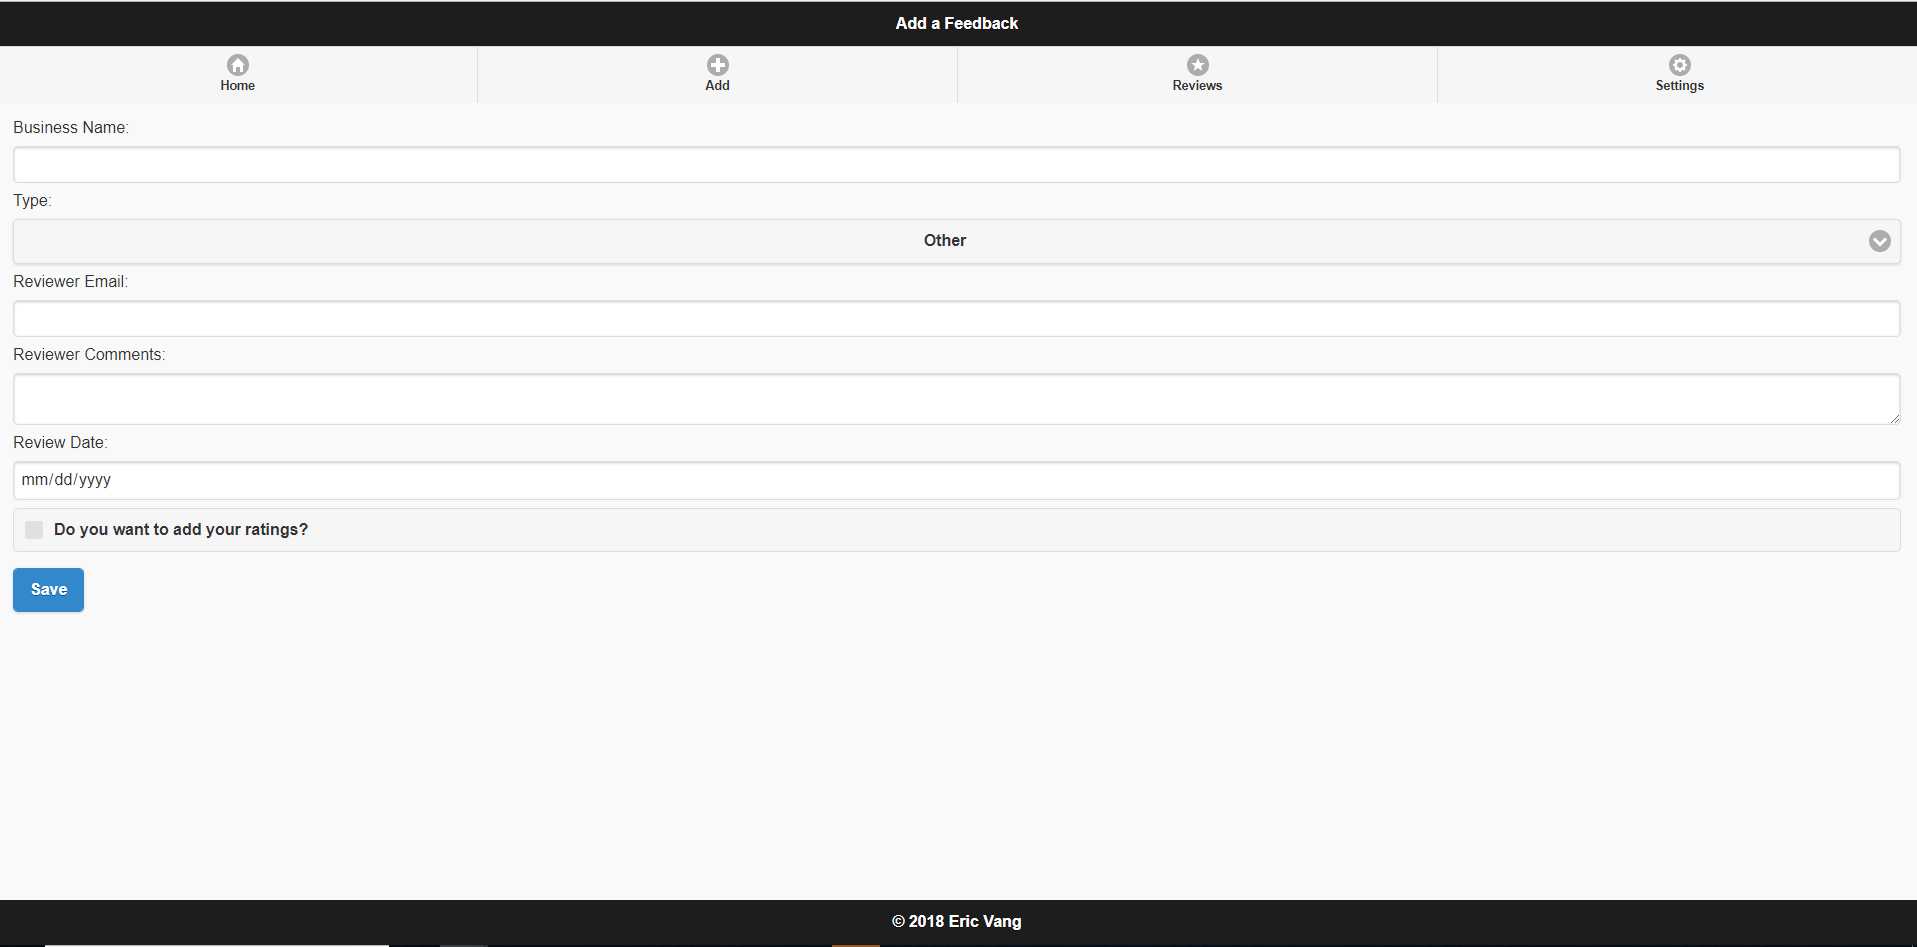 Add a Feedback
Home Add Reviews Settings
Business Name:
Type:
Other
Reviewer Email:
Reviewer Comments:
Review Date:
mm/dd/yyyy
Do you want to add your ratings?
Save
© 2018 Eric Vang